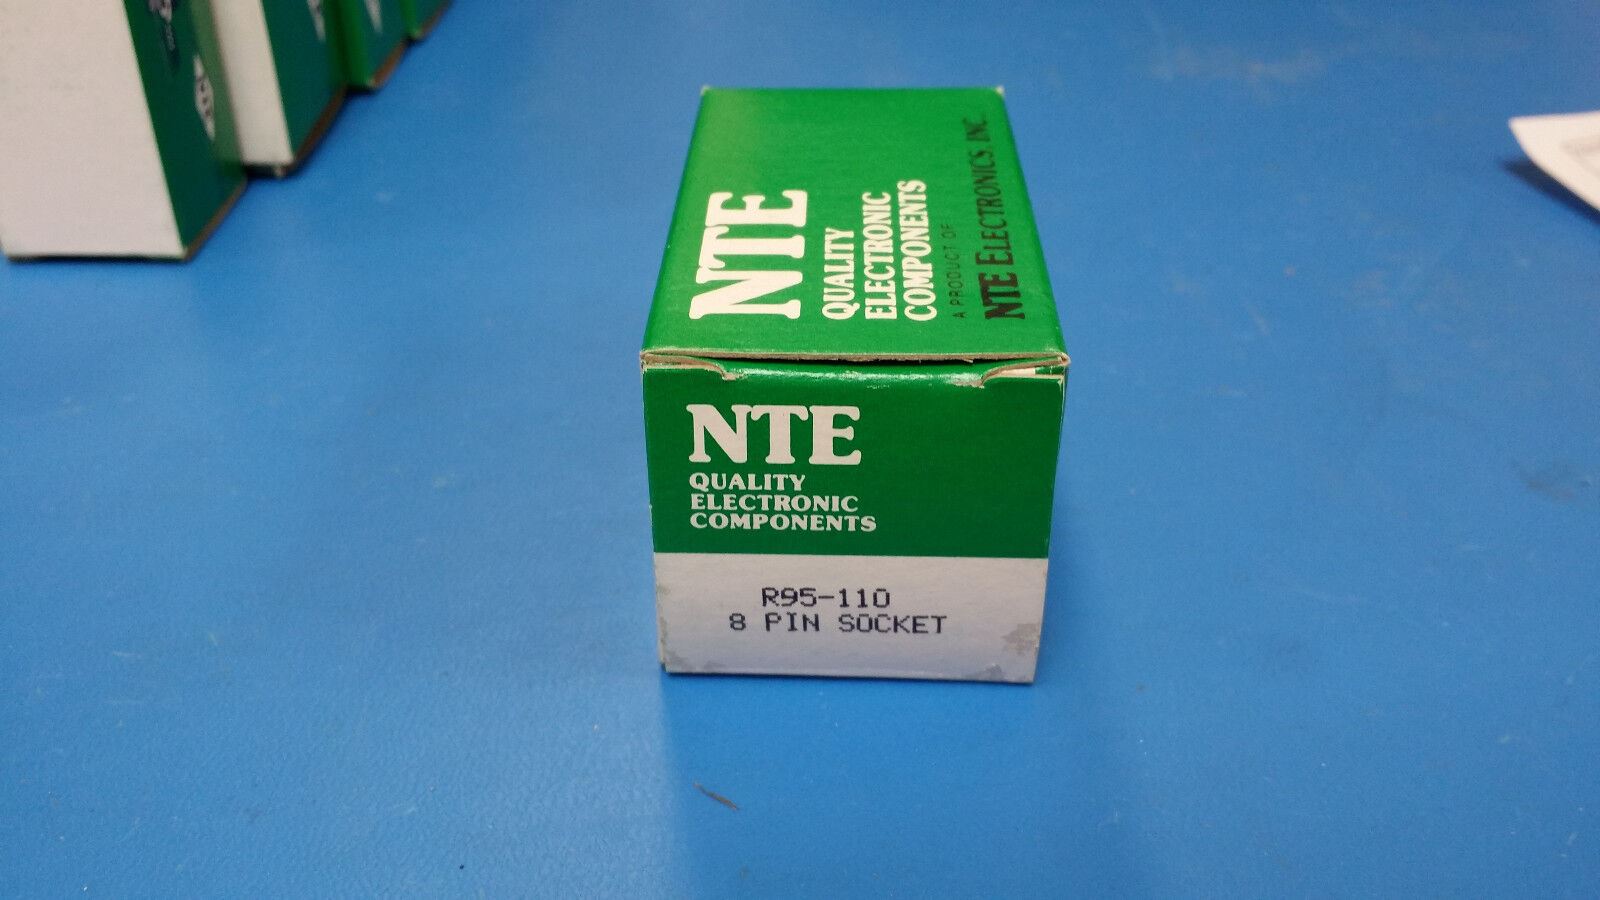 NTE
QUALITY
ELECTRONIC
COMPONENTS
A PRODUCT OF
NTE ELECTRONICS, INC.
NTE
QUALITY
ELECTRONIC
COMPONENTS
R95-110
8 PIN SOCKET